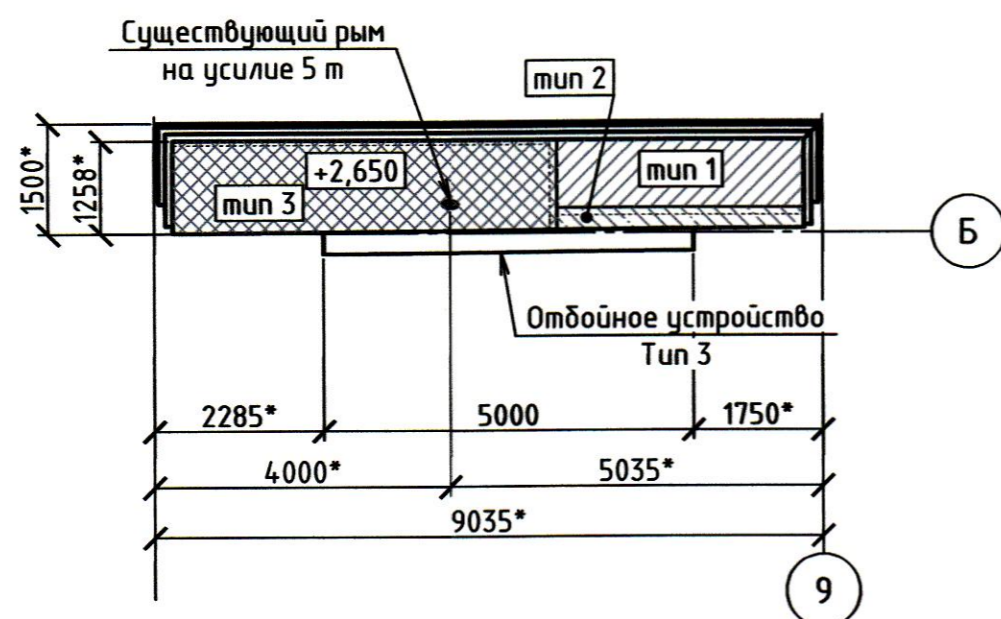 Существующий рым
на усилие 5 т
тип 2
1500*
1258*
+2,650
тип 1
тип 3
Б
Отбойное устройство
Тип 3
2285*
5000
1750*
4000*
5035*
9035*
9